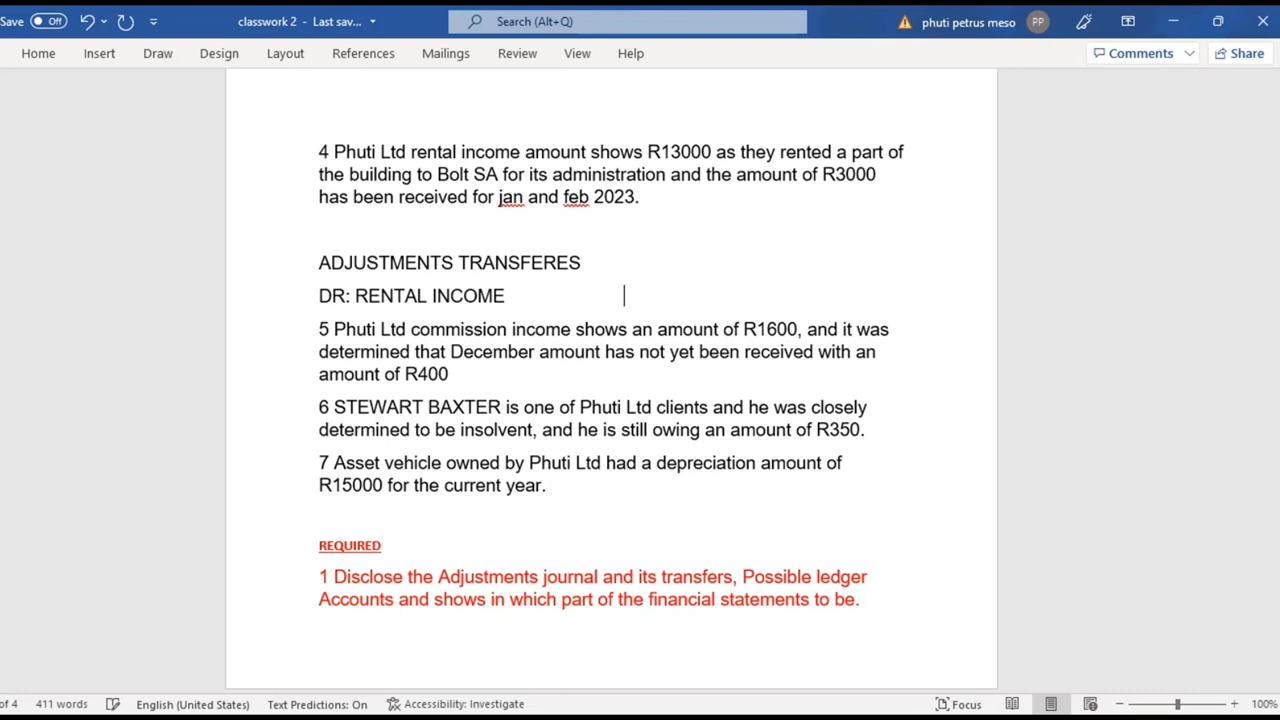 Save Off classwork 2 - Last sav... Search (Alt+Q) phuti petrus meso PP
Home Insert Draw Design Layout References Mailings Review View Help Comments Share
4 Phuti Ltd rental income amount shows R13000 as they rented a part of
the building to Bolt SA for its administration and the amount of R3000
has been received for jan and feb 2023.
ADJUSTMENTS TRANSFERES
DR: RENTAL INCOME
5 Phuti Ltd commission income shows an amount of R1600, and it was
determined that December amount has not yet been received with an
amount of R400
6 STEWART BAXTER is one of Phuti Ltd clients and he was closely
determined to be insolvent, and he is still owing an amount of R350.
7 Asset vehicle owned by Phuti Ltd had a depreciation amount of
R15000 for the current year.
REQUIRED
1 Disclose the Adjustments journal and its transfers, Possible ledger
Accounts and shows in which part of the financial statements to be.
of 4 411 words English (United States) Text Predictions: On Accessibility: Investigate Focus 100%